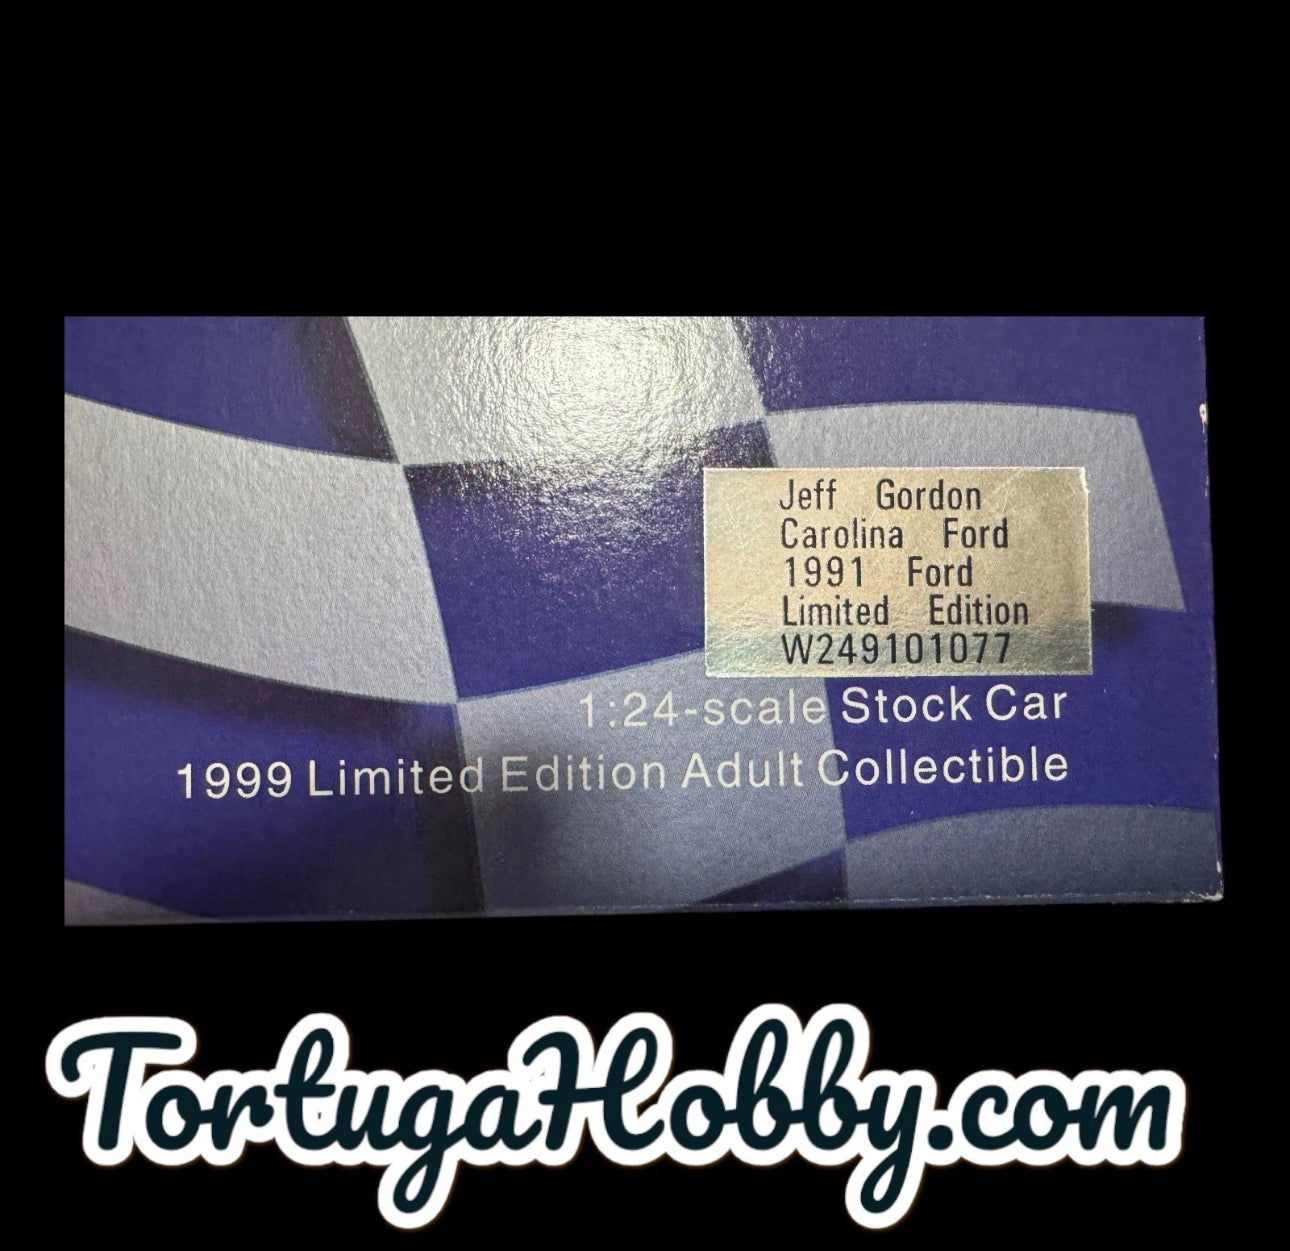 Jeff Gordon
Carolina Ford
1991 Ford
Limited Edition
W249101077
1:24-scale Stock Car
1999 Limited Edition Adult Collectible
TortugaHobby.com